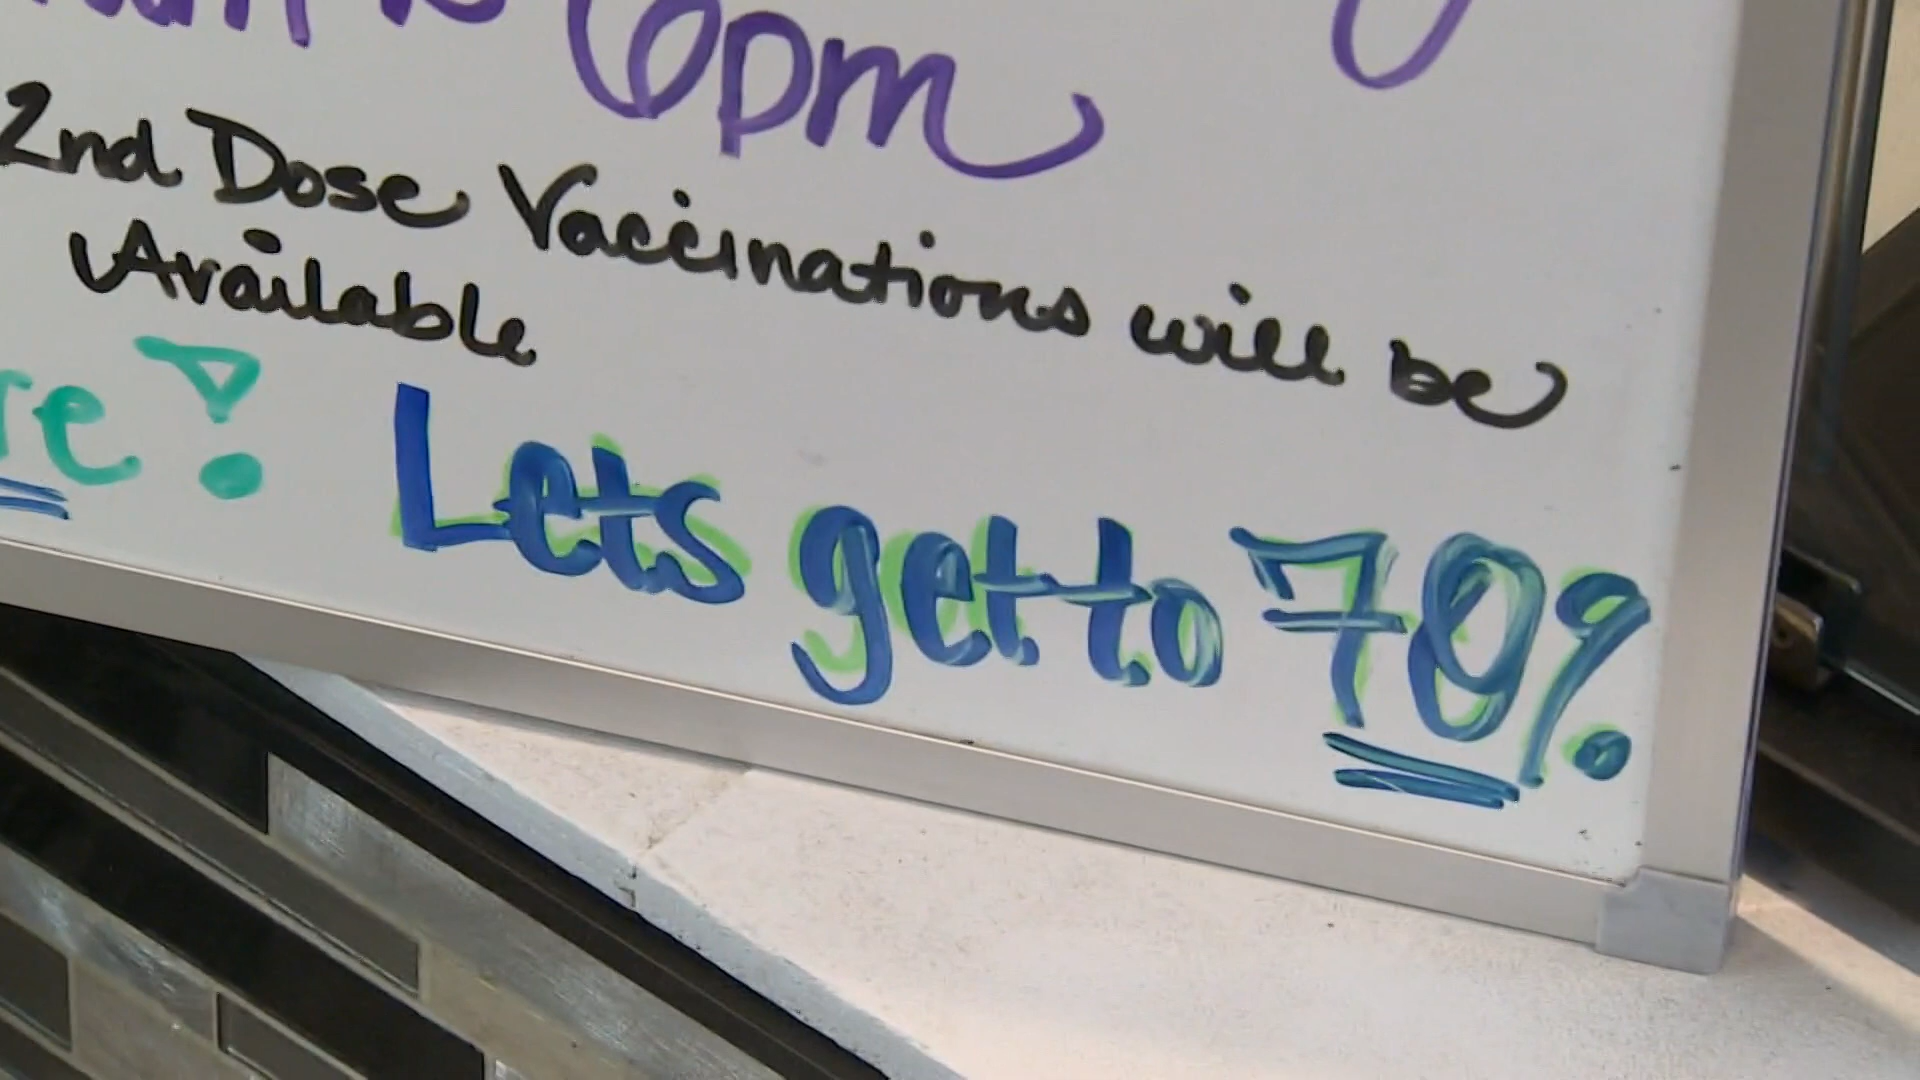 6pm
2nd Dose Vaccinations will be
Available
Lets get to 70%